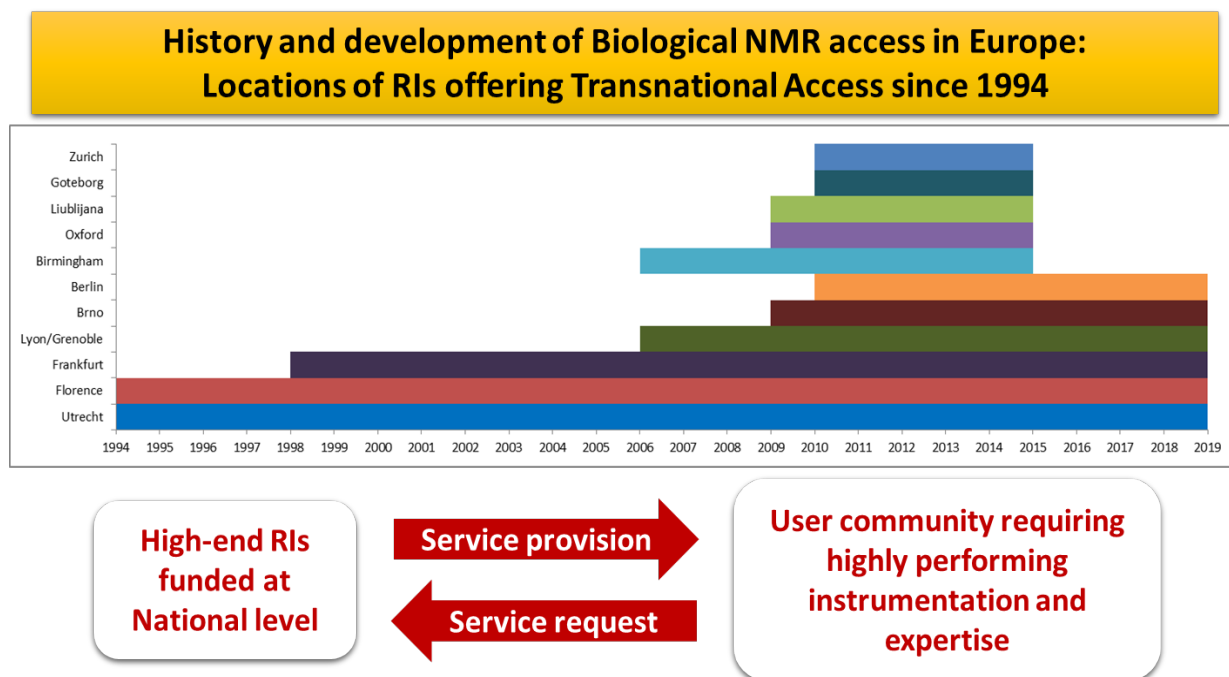 History and development of Biological NMR access in Europe:
Locations of RIs offering Transnational Access since 1994
Zurich
Goteborg
Liublijana
Oxford
Birmingham
Berlin
Brno
Lyon/Grenoble
Frankfurt
Florence
Utrecht
1994 1995 1996 1997 1998 1999 2000 2001 2002 2003 2004 2005 2006 2007 2008 2009 2010 2011 2012 2013 2014 2015 2016 2017 2018 2019
High-end RIs
funded at
National level
Service provision
Service request
User community requiring
highly performing
instrumentation and
expertise